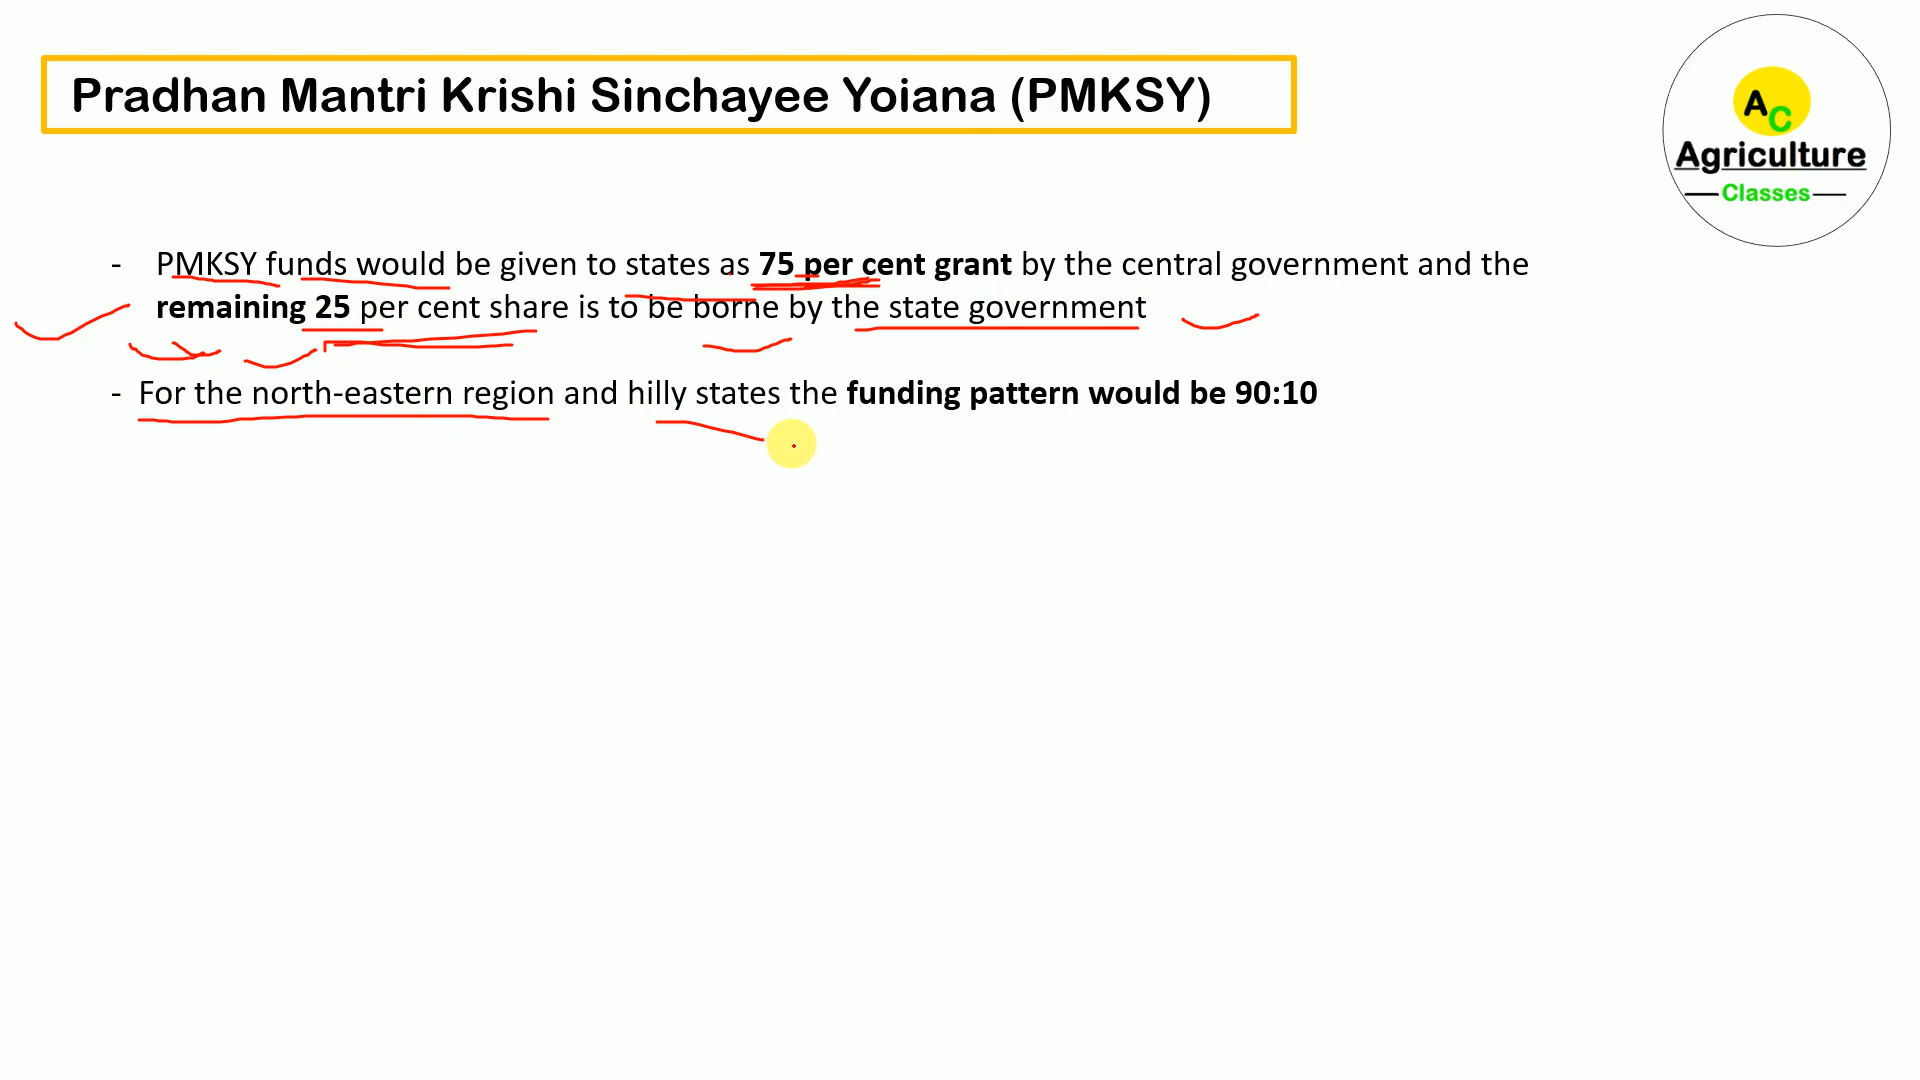 Pradhan Mantri Krishi Sinchayee Yoiana (PMKSY)
AC
Agriculture
Classes
- PMKSY funds would be given to states as 75 per cent grant by the central government and the
remaining 25 per cent share is to be borne by the state government
- For the north-eastern region and hilly states the funding pattern would be 90:10